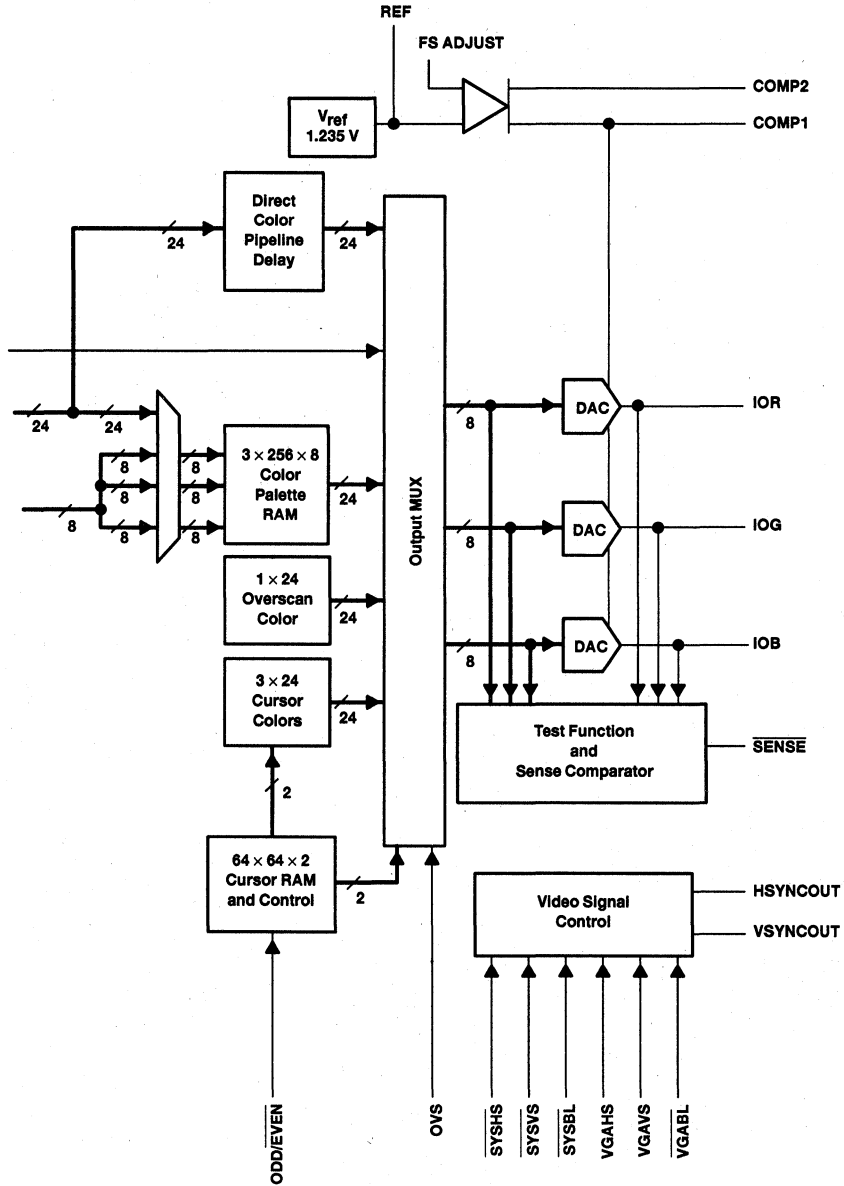 REF
FS ADJUST
COMP2
Vref
1.235 V
COMP1
Direct
Color
Pipeline
Delay
24
24
24
24
8
8
8
8
8
8
8
3 × 256 × 8
Color
Palette
RAM
24
1 × 24
Overscan
Color
24
3 × 24
Cursor
Colors
24
2
64 × 64 × 2
Cursor RAM
and Control
2
Output MUX
8
DAC
IOR
8
DAC
IOG
8
DAC
IOB
Test Function
and
Sense Comparator
SENSE
Video Signal
Control
HSYNCOUT
VSYNCOUT
ODD/EVEN
OVS
SYSHS
SYSVS
SYSBL
VGAHS
VGAVS
VGABL